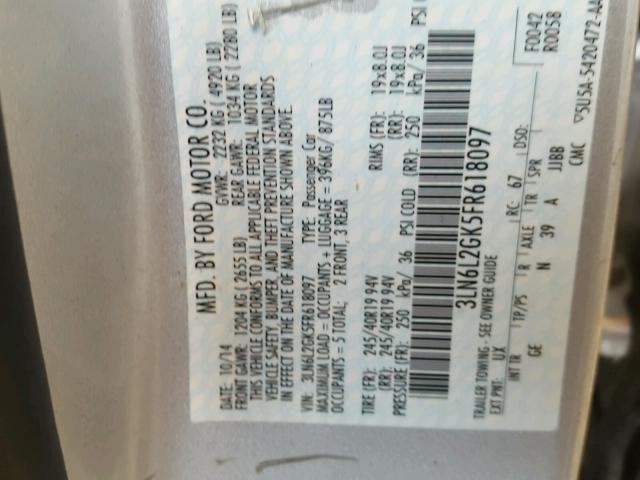 MFD. BY FORD MOTOR CO.
DATE: 10/14 GVWR: 2232 KG ( 4920 LB)
FRONT GAWR: 1204 KG ( 2655 LB) REAR GAWR: 1034 KG ( 2280 LB)
THIS VEHICLE CONFORMS TO ALL APPLICABLE FEDERAL MOTOR
VEHICLE SAFETY, BUMPER, AND THEFT PREVENTION STANDARDS
IN EFFECT ON THE DATE OF MANUFACTURE SHOWN ABOVE.
VIN: 3LN6L2GK5FR618097 TYPE: Passenger Car
MAXIMUM LOAD = OCCUPANTS + LUGGAGE = 396KG/ 875LB
OCCUPANTS = 5 TOTAL: 2 FRONT, 3 REAR
TIRE (FR): 245/40R19 94V RIMS (FR): 19x8.0J
(RR): 245/40R19 94V (RR): 19x8.0J
PRESSURE (FR): 250 kPa/ 36 PSI COLD (RR): 250 kPa/ 36 PSI
3LN6L2GK5FR618097
TRAILER TOWING - SEE OWNER GUIDE
EXT PNT: UX RC: 67 DSO: F0042
INT TR TP/PS R AXLE TR SPR R0058
GE N 39 A JJBB
CMC 5U5A-5420472-AA